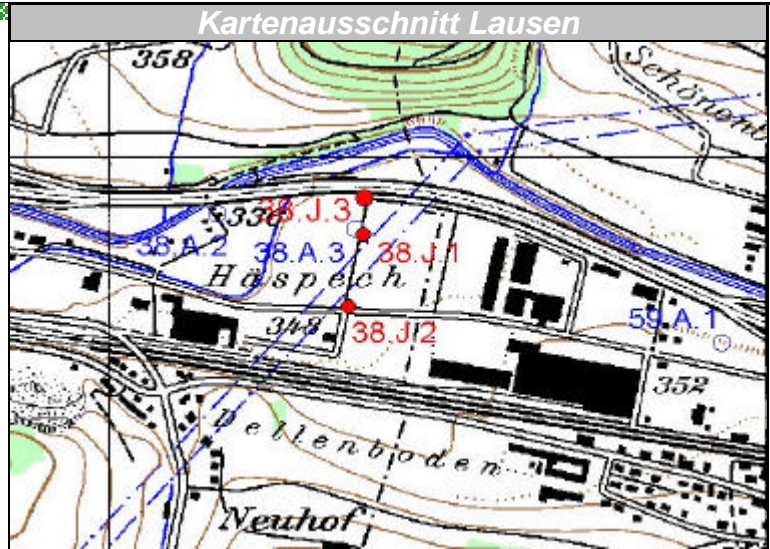 Kartenausschnitt Lausen
358
336
38.J.3
38.A.2
38.A.3
38.J.1
Häspech
59.A.1
348
38.J.2
352
Dellenboden
Neuhof